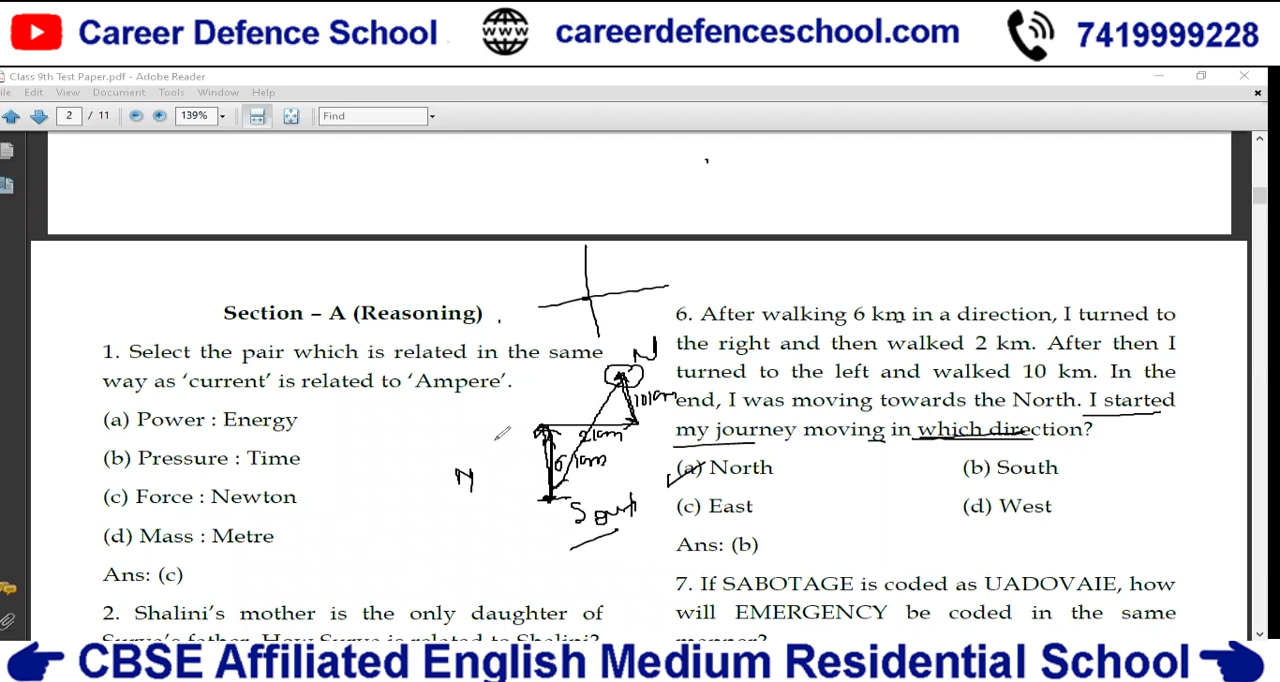 Career Defence School
www
careerdefenceschool.com
7419999228
Class 9th Test Paper.pdf - Adobe Reader
ile Edit View Document Tools Window Help
2 / 11
139%
Find
Section – A (Reasoning)
1. Select the pair which is related in the same
way as ‘current’ is related to ‘Ampere’.
(a) Power : Energy
(b) Pressure : Time
(c) Force : Newton
(d) Mass : Metre
Ans: (c)
2. Shalini’s mother is the only daughter of
N
10km
2km
6km
N
South
6. After walking 6 km in a direction, I turned to
the right and then walked 2 km. After then I
turned to the left and walked 10 km. In the
end, I was moving towards the North. I started
my journey moving in which direction?
(a) North
(b) South
(c) East
(d) West
Ans: (b)
7. If SABOTAGE is coded as UADOVAIE, how
will EMERGENCY be coded in the same
CBSE Affiliated English Medium Residential School